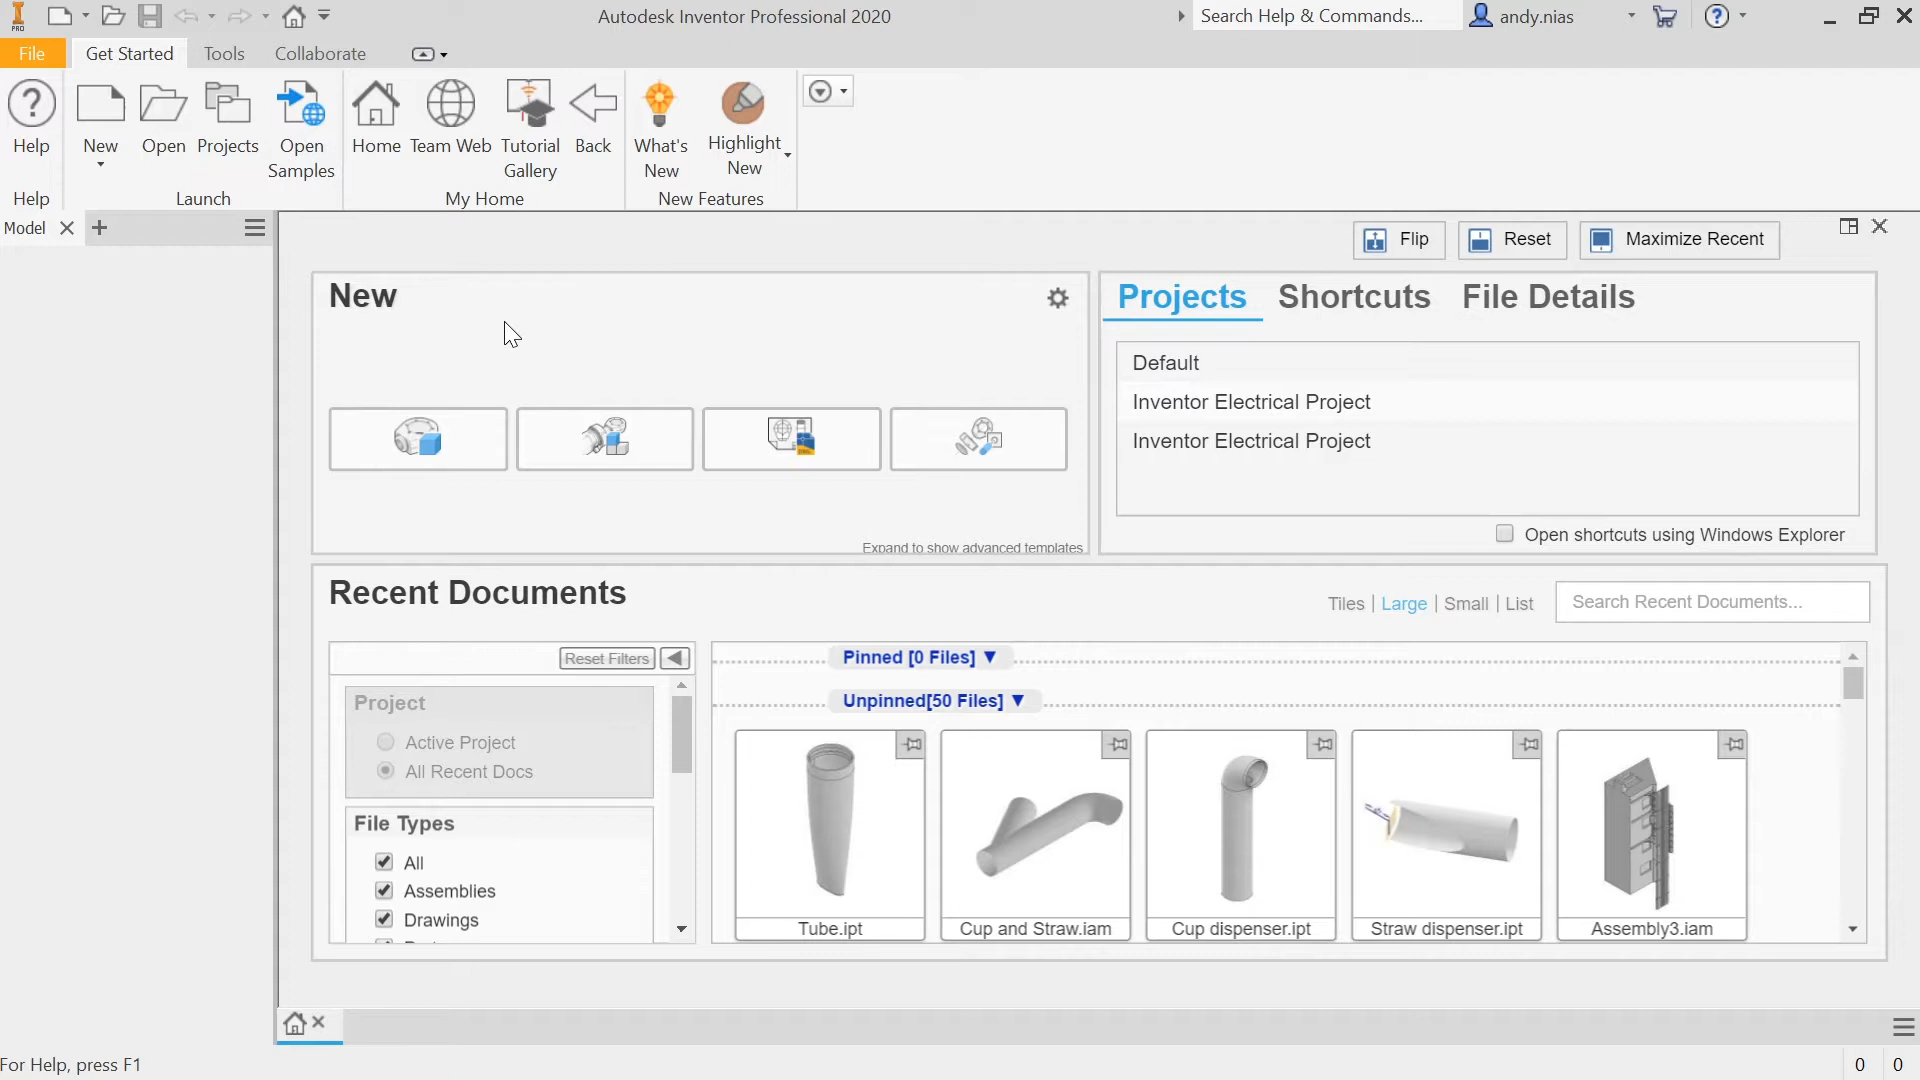 PRO
Autodesk Inventor Professional 2020
Search Help & Commands...
andy.nias
File
Get Started
Tools
Collaborate
Help
New
Open
Projects
Open Samples
Home
Team Web
Tutorial Gallery
Back
What's New
Highlight New
Help
Launch
My Home
New Features
Model
Flip
Reset
Maximize Recent
New
Expand to show advanced templates
Projects
Shortcuts
File Details
Default
Inventor Electrical Project
Inventor Electrical Project
Open shortcuts using Windows Explorer
Recent Documents
Tiles | Large | Small | List
Search Recent Documents...
Reset Filters
Project
Active Project
All Recent Docs
File Types
All
Assemblies
Drawings
Pinned [0 Files]
Unpinned[50 Files]
Tube.ipt
Cup and Straw.iam
Cup dispenser.ipt
Straw dispenser.ipt
Assembly3.iam
For Help, press F1
0
0